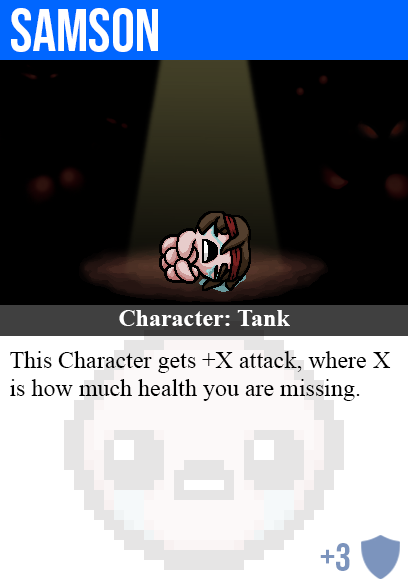 SAMSON
Character: Tank
This Character gets +X attack, where X
is how much health you are missing.
+3